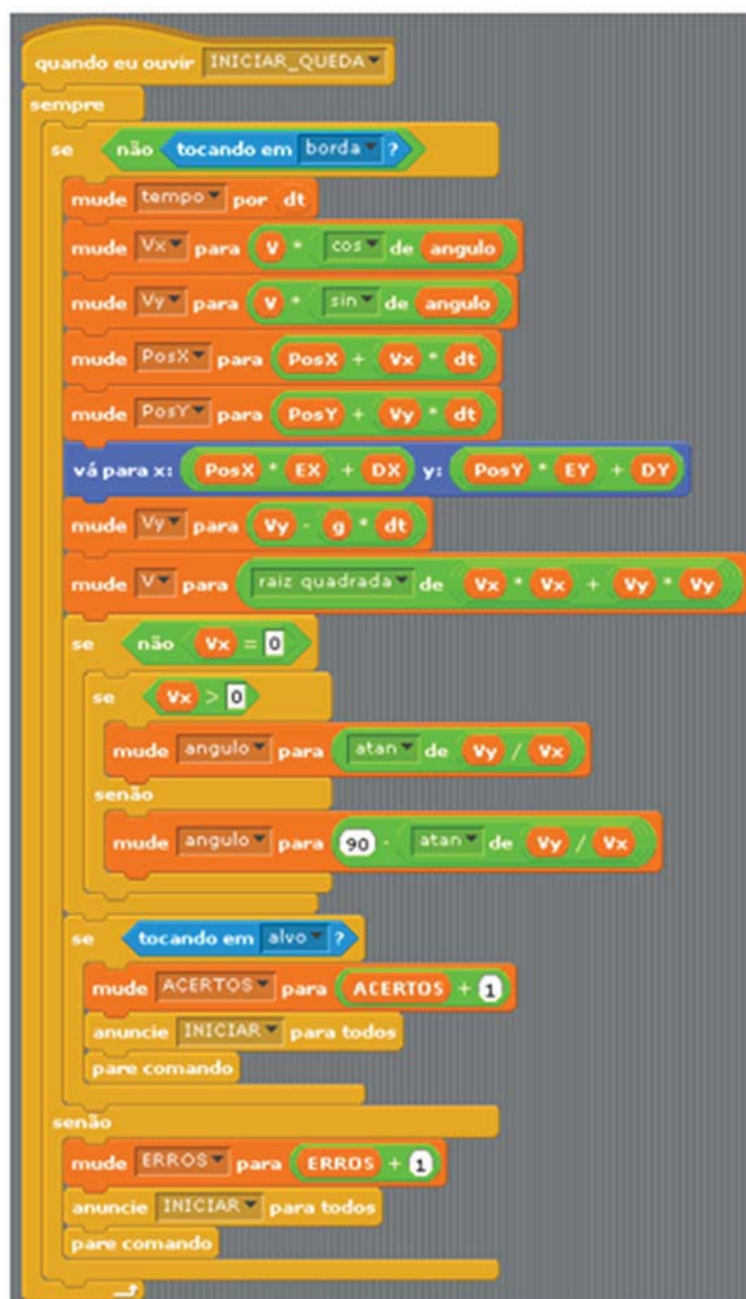 quando eu ouvir INICIAR_QUEDA
sempre
se não tocando em borda ?
mude tempo por dt
mude Vx para V * cos de angulo
mude Vy para V * sin de angulo
mude PosX para PosX + Vx * dt
mude PosY para PosY + Vy * dt
vá para x: PosX * EX + DX y: PosY * EY + DY
mude Vy para Vy - g * dt
mude V para raiz quadrada de Vx * Vx + Vy * Vy
se não Vx = 0
se Vx > 0
mude angulo para atan de Vy / Vx
senão
mude angulo para 90 - atan de Vy / Vx
se tocando em alvo ?
mude ACERTOS para ACERTOS + 1
anuncie INICIAR para todos
pare comando
senão
mude ERROS para ERROS + 1
anuncie INICIAR para todos
pare comando